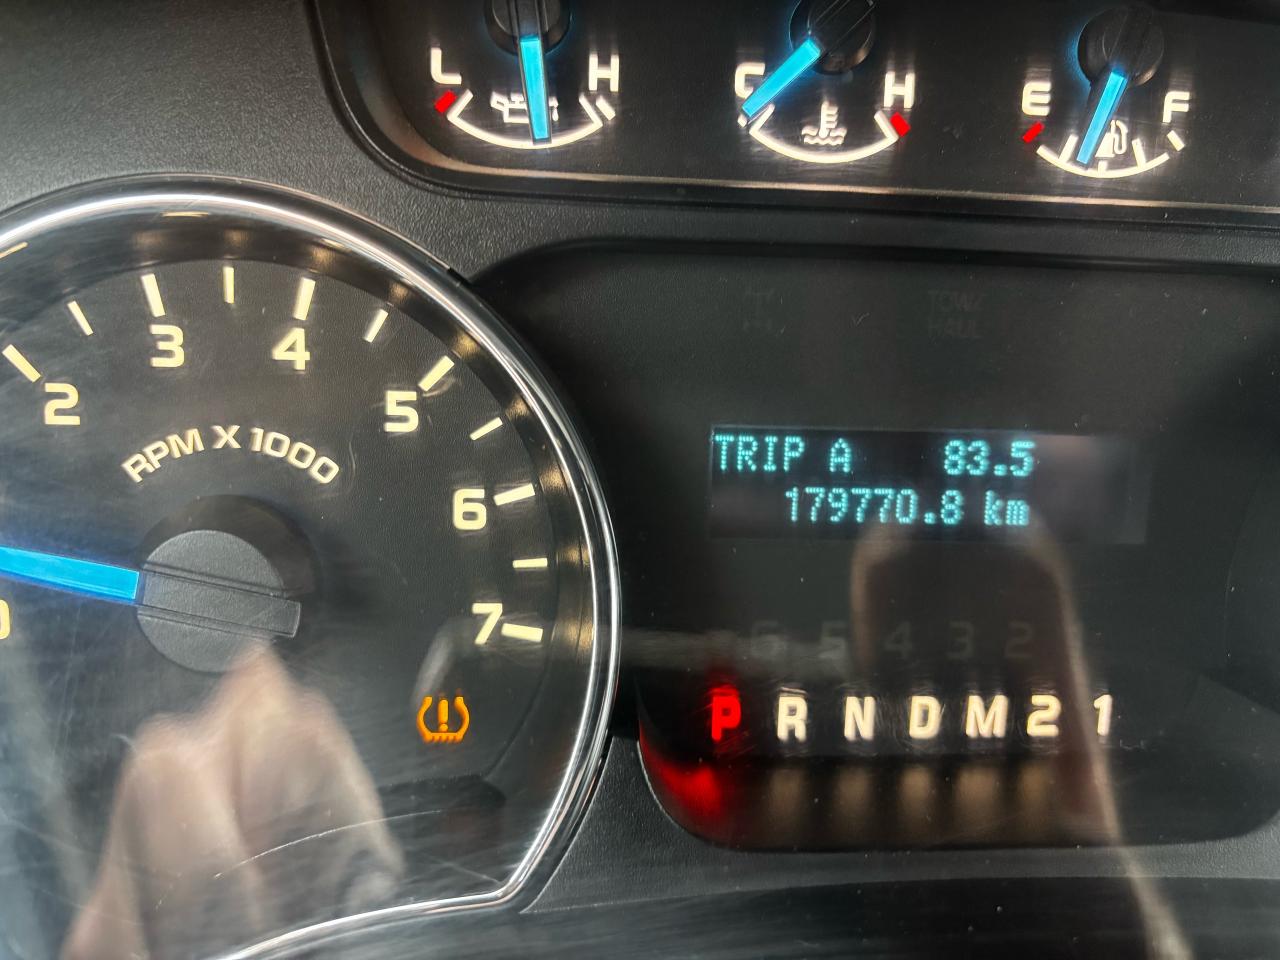 L H
C H
E F
TOW/
HAUL
2 3 4 5 6 7
RPM X 1000
0
TRIP A 83.5
179770.8 km
6 5 4 3 2
P R N D M 2 1